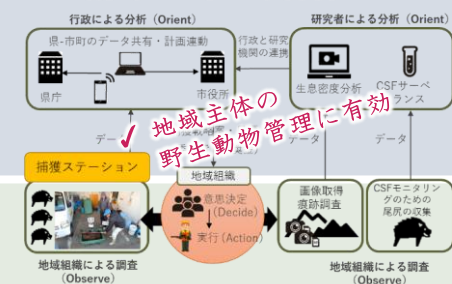 行政による分析（Orient）
研究者による分析（Orient）
県-市町のデータ共有・計画連動
行政と研究
機関の連携
県庁
市役所
生息密度分析
CSFサーベ
ランス
✓ 地域主体の
野生動物管理に有効
デー
データ
データ
捕獲ステーション
地域組織
意思決定
(Decide)
実行(Action)
画像取得
痕跡調査
CSFモニタリン
グのための
尾尻の収集
地域組織による調査
（Observe）
地域組織による調査
（Observe）